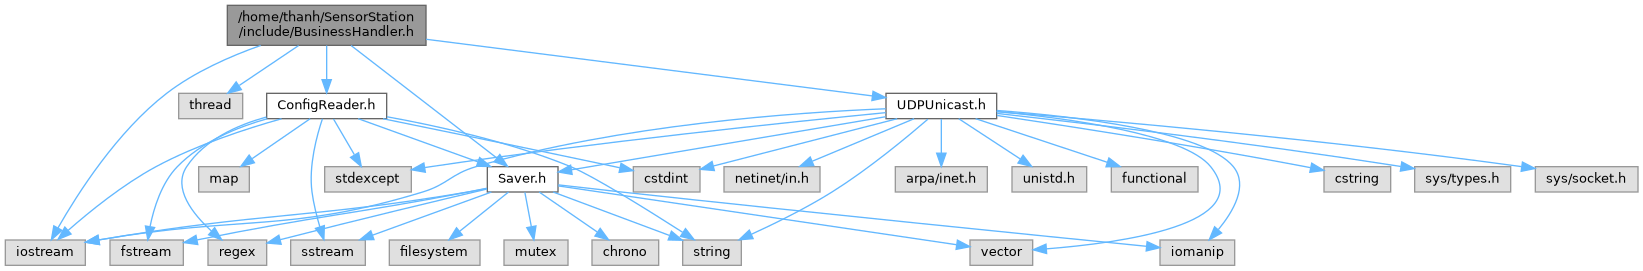 /home/thanh/SensorStation
/include/BusinessHandler.h
thread
ConfigReader.h
UDPUnicast.h
map
stdexcept
Saver.h
cstdint
netinet/in.h
arpa/inet.h
unistd.h
functional
cstring
sys/types.h
sys/socket.h
iostream
fstream
regex
sstream
filesystem
mutex
chrono
string
vector
iomanip